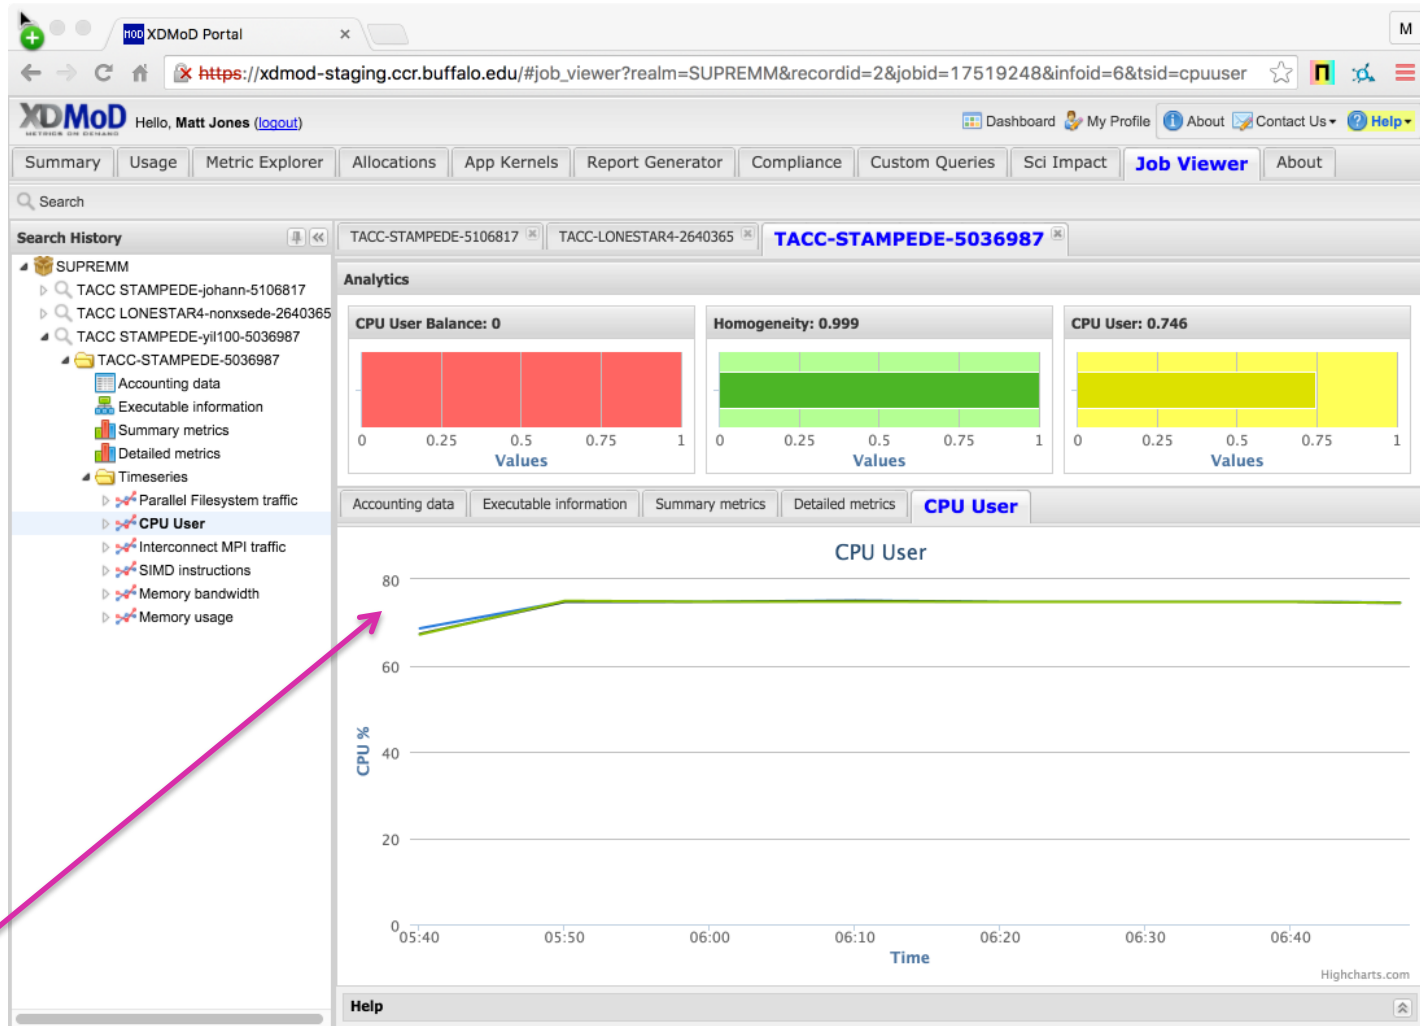 MOD XDMoD Portal
M
https://xdmod-staging.ccr.buffalo.edu/#job_viewer?realm=SUPREMM&recordid=2&jobid=17519248&infoid=6&tsid=cpuuser
XDMoD
METRICS ON DEMAND
Hello, Matt Jones (logout)
Dashboard My Profile About Contact Us Help
Summary Usage Metric Explorer Allocations App Kernels Report Generator Compliance Custom Queries Sci Impact Job Viewer About
Search
Search History
SUPREMM
TACC STAMPEDE-johann-5106817
TACC LONESTAR4-nonxsede-2640365
TACC STAMPEDE-yil100-5036987
TACC-STAMPEDE-5036987
Accounting data
Executable information
Summary metrics
Detailed metrics
Timeseries
Parallel Filesystem traffic
CPU User
Interconnect MPI traffic
SIMD instructions
Memory bandwidth
Memory usage
TACC-STAMPEDE-5106817 TACC-LONESTAR4-2640365 TACC-STAMPEDE-5036987
Analytics
CPU User Balance: 0
0 0.25 0.5 0.75 1
Values
Homogeneity: 0.999
0 0.25 0.5 0.75 1
Values
CPU User: 0.746
0 0.25 0.5 0.75 1
Values
Accounting data Executable information Summary metrics Detailed metrics CPU User
CPU User
80
60
40
20
0
CPU %
05:40 05:50 06:00 06:10 06:20 06:30 06:40
Time
Highcharts.com
Help